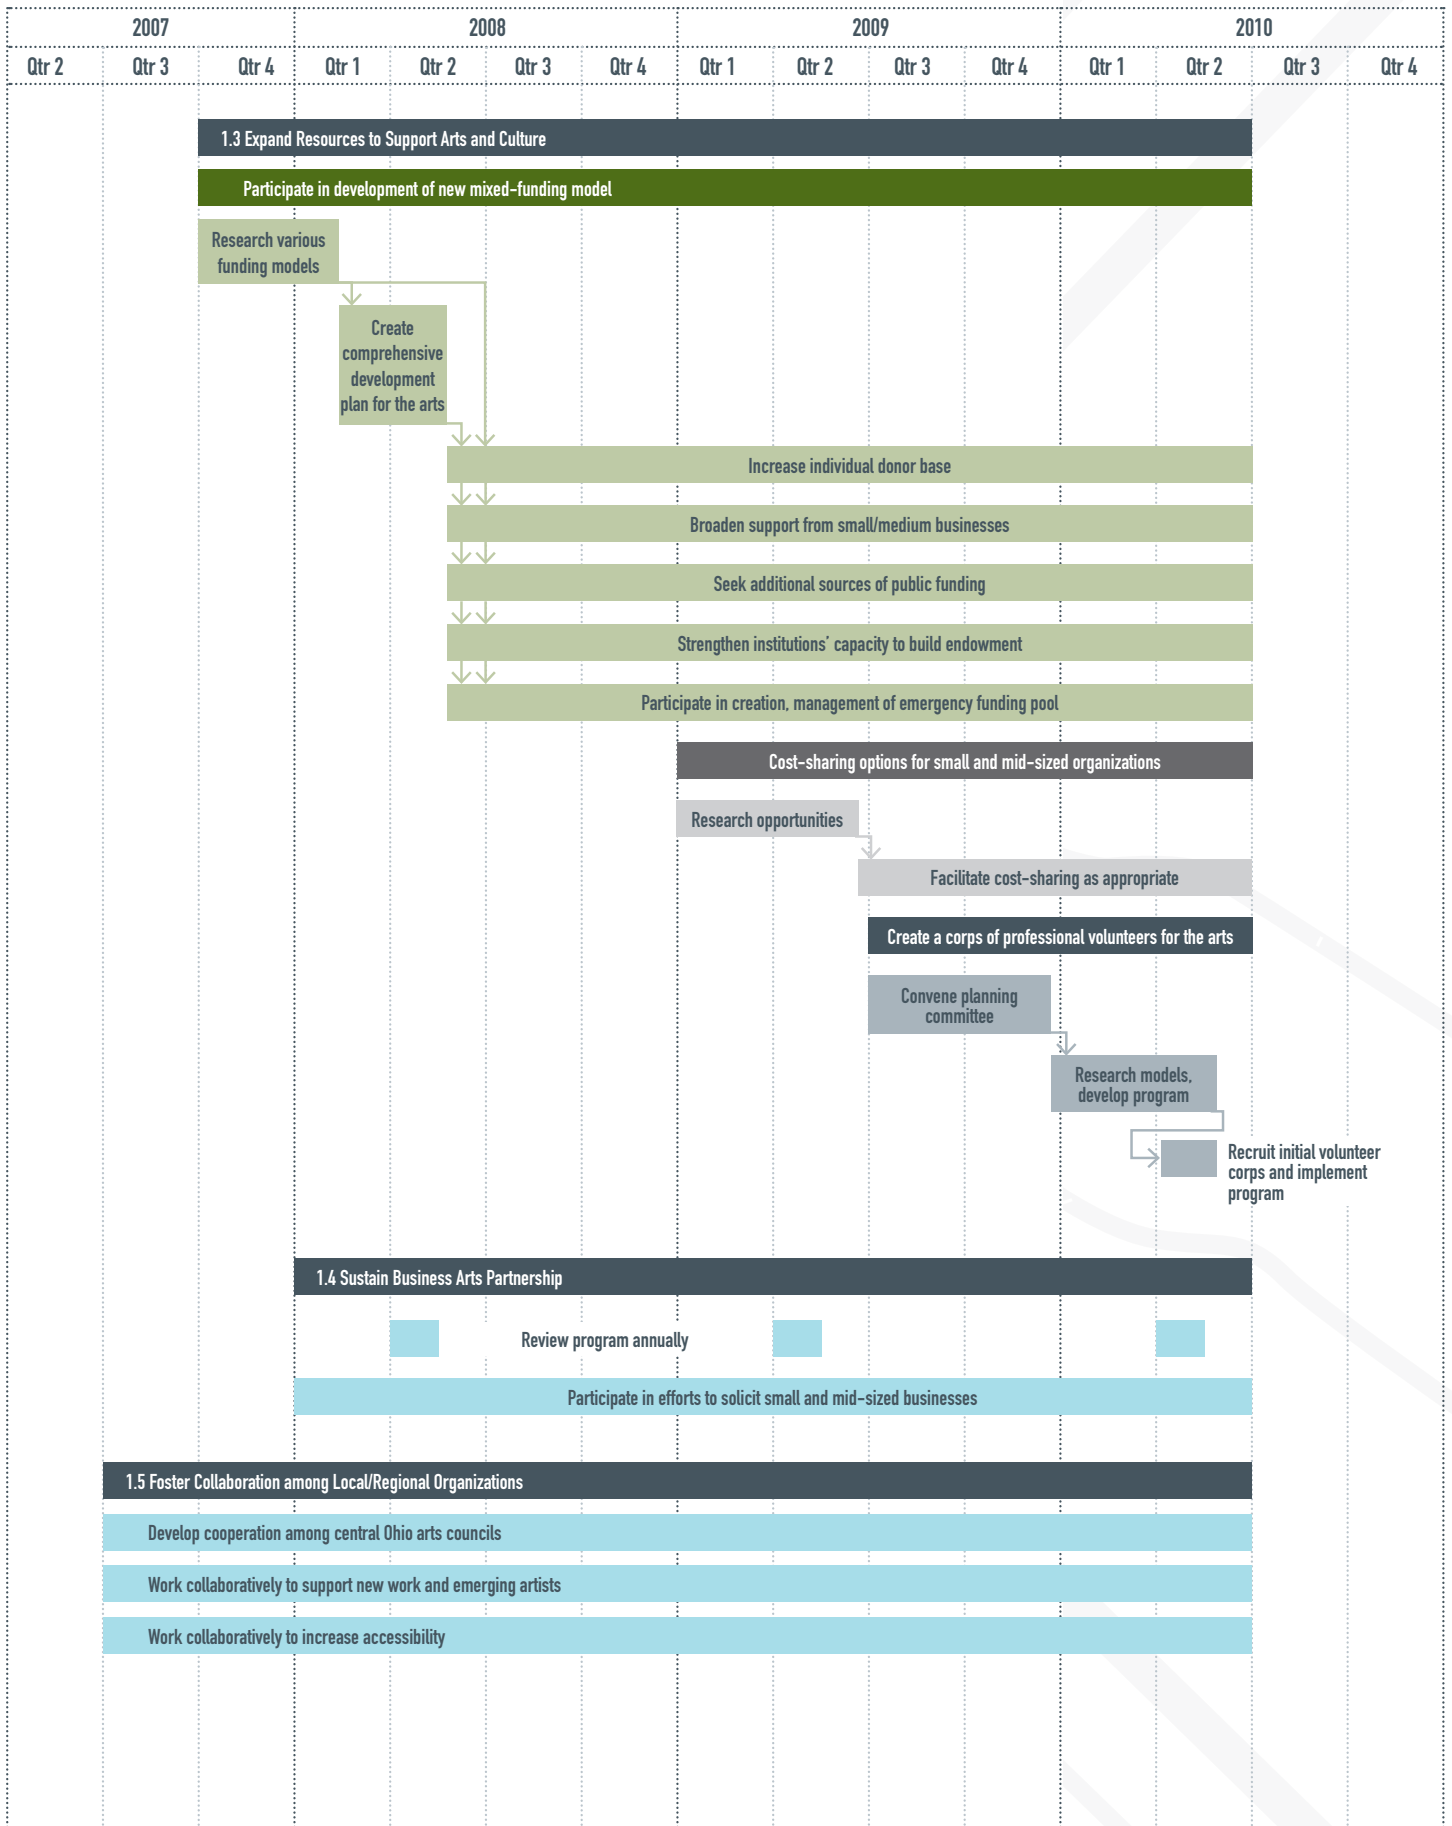 2007 2008 2009 2010
Qtr 2 Qtr 3 Qtr 4 Qtr 1 Qtr 2 Qtr 3 Qtr 4 Qtr 1 Qtr 2 Qtr 3 Qtr 4 Qtr 1 Qtr 2 Qtr 3 Qtr 4
1.3 Expand Resources to Support Arts and Culture
Participate in development of new mixed-funding model
Research various
funding models
Create
comprehensive
development
plan for the arts
Increase individual donor base
Broaden support from small/medium businesses
Seek additional sources of public funding
Strengthen institutions’ capacity to build endowment
Participate in creation, management of emergency funding pool
Cost-sharing options for small and mid-sized organizations
Research opportunities
Facilitate cost-sharing as appropriate
Create a corps of professional volunteers for the arts
Convene planning
committee
Research models,
develop program
Recruit initial volunteer
corps and implement
program
1.4 Sustain Business Arts Partnership
Review program annually
Participate in efforts to solicit small and mid-sized businesses
1.5 Foster Collaboration among Local/Regional Organizations
Develop cooperation among central Ohio arts councils
Work collaboratively to support new work and emerging artists
Work collaboratively to increase accessibility